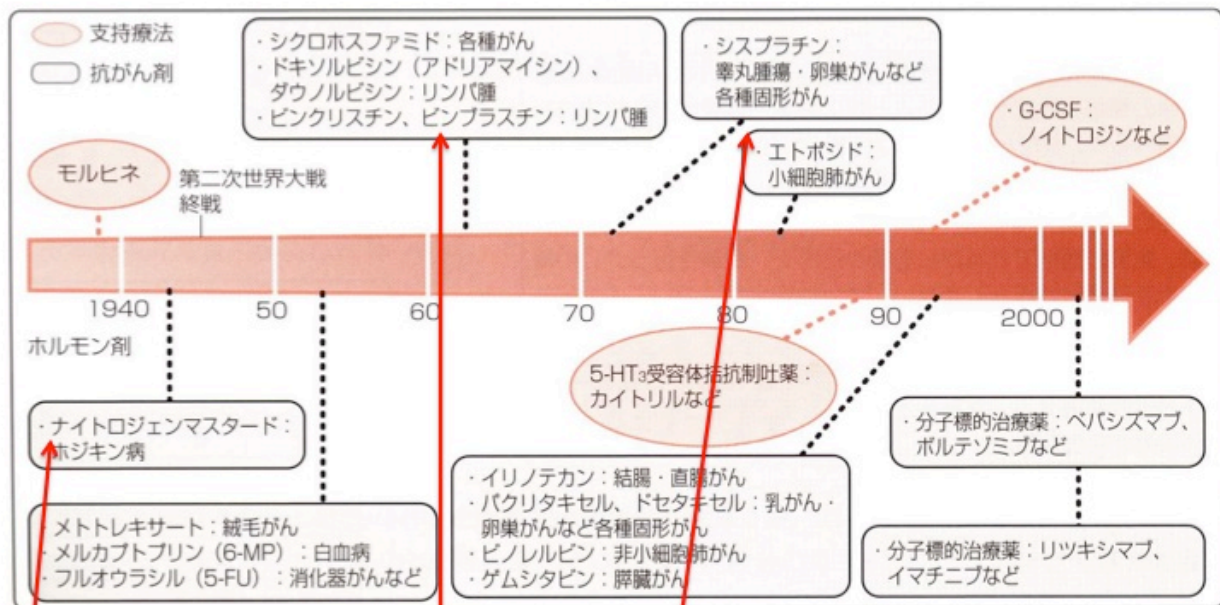 支持療法
抗がん剤
・シクロホスファミド：各種がん
・ドキソルビシン（アドリアマイシン）、
ダウノルビシン：リンパ腫
・ビンクリスチン、ビンブラスチン：リンパ腫
・シスプラチン：
睾丸腫瘍・卵巣がんなど
各種固形がん
・エトポシド：
小細胞肺がん
・G-CSF：
ノイトロジンなど
モルヒネ
第二次世界大戦
終戦
1940
50
60
70
80
90
2000
ホルモン剤
5-HT₃受容体拮抗制吐薬：
カイトリルなど
・ナイトロジェンマスタード：
ホジキン病
・メトトレキサート：絨毛がん
・メルカプトプリン（6-MP）：白血病
・フルオウラシル（5-FU）：消化器がんなど
・イリノテカン：結腸・直腸がん
・パクリタキセル、ドセタキセル：乳がん・
卵巣がんなど各種固形がん
・ビノレルビン：非小細胞肺がん
・ゲムシタビン：膵臓がん
・分子標的治療薬：ベバシズマブ、
ボルテゾミブなど
・分子標的治療薬：リツキシマブ、
イマチニブなど